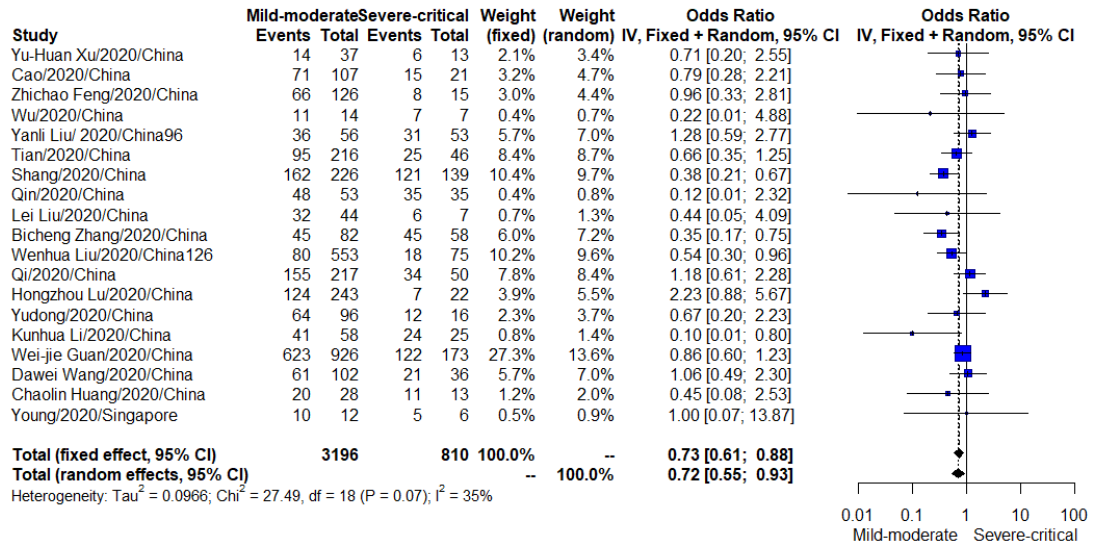 Mild-moderate Severe-critical Weight Weight Odds Ratio Odds Ratio
Study Events Total Events Total (fixed) (random) IV, Fixed + Random, 95% CI IV, Fixed + Random, 95% CI
Yu-Huan Xu/2020/China 14 37 6 13 2.1% 3.4% 0.71 [0.20; 2.55]
Cao/2020/China 71 107 15 21 3.2% 4.7% 0.79 [0.28; 2.21]
Zhichao Feng/2020/China 66 126 8 15 3.0% 4.4% 0.96 [0.33; 2.81]
Wu/2020/China 11 14 7 7 0.4% 0.7% 0.22 [0.01; 4.88]
Yanli Liu/ 2020/China96 36 56 31 53 5.7% 7.0% 1.28 [0.59; 2.77]
Tian/2020/China 95 216 25 46 8.4% 8.7% 0.66 [0.35; 1.25]
Shang/2020/China 162 226 121 139 10.4% 9.7% 0.38 [0.21; 0.67]
Qin/2020/China 48 53 35 35 0.4% 0.8% 0.12 [0.01; 2.32]
Lei Liu/2020/China 32 44 6 7 0.7% 1.3% 0.44 [0.05; 4.09]
Bicheng Zhang/2020/China 45 82 45 58 6.0% 7.2% 0.35 [0.17; 0.75]
Wenhua Liu/2020/China126 80 553 18 75 10.2% 9.6% 0.54 [0.30; 0.96]
Qi/2020/China 155 217 34 50 7.8% 8.4% 1.18 [0.61; 2.28]
Hongzhou Lu/2020/China 124 243 7 22 3.9% 5.5% 2.23 [0.88; 5.67]
Yudong/2020/China 64 96 12 16 2.3% 3.7% 0.67 [0.20; 2.23]
Kunhua Li/2020/China 41 58 24 25 0.8% 1.4% 0.10 [0.01; 0.80]
Wei-jie Guan/2020/China 623 926 122 173 27.3% 13.6% 0.86 [0.60; 1.23]
Dawei Wang/2020/China 61 102 21 36 5.7% 7.0% 1.06 [0.49; 2.30]
Chaolin Huang/2020/China 20 28 11 13 1.2% 2.0% 0.45 [0.08; 2.53]
Young/2020/Singapore 10 12 5 6 0.5% 0.9% 1.00 [0.07; 13.87]
Total (fixed effect, 95% CI) 3196 810 100.0% -- 0.73 [0.61; 0.88]
Total (random effects, 95% CI) -- 100.0% 0.72 [0.55; 0.93]
Heterogeneity: Tau² = 0.0966; Chi² = 27.49, df = 18 (P = 0.07); I² = 35%
0.01 0.1 1 10 100
Mild-moderate Severe-critical